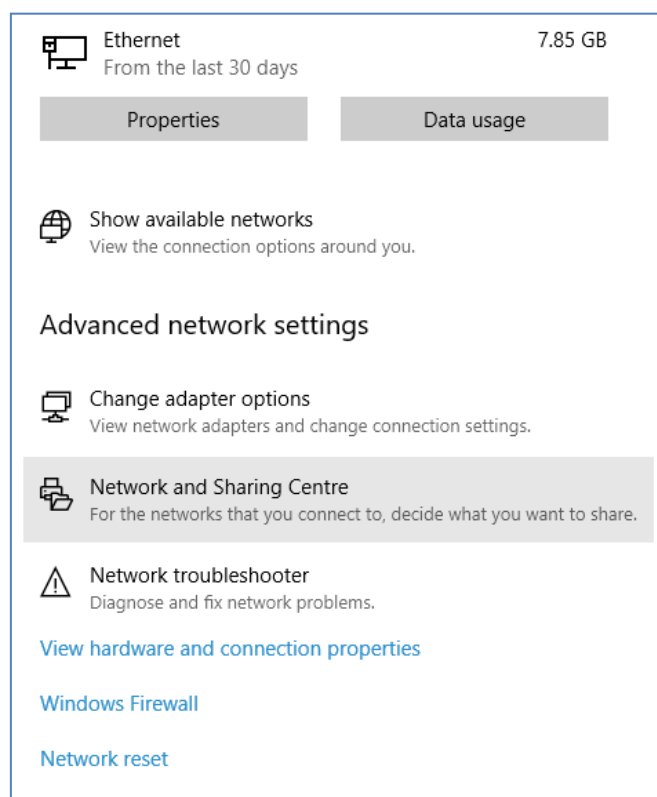 Ethernet 7.85 GB
From the last 30 days
Properties Data usage
Show available networks
View the connection options around you.
Advanced network settings
Change adapter options
View network adapters and change connection settings.
Network and Sharing Centre
For the networks that you connect to, decide what you want to share.
Network troubleshooter
Diagnose and fix network problems.
View hardware and connection properties
Windows Firewall
Network reset